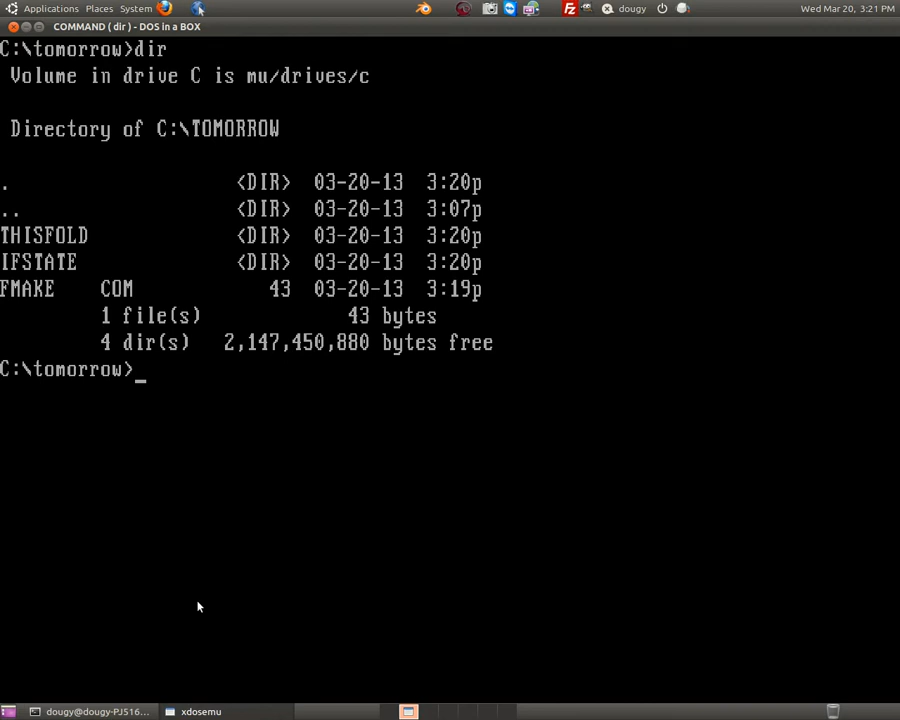 Applications Places System dougy Wed Mar 20, 3:21 PM
COMMAND ( dir ) - DOS in a BOX
C:\tomorrow>dir
Volume in drive C is mu/drives/c
Directory of C:\TOMORROW
. <DIR> 03-20-13 3:20p
.. <DIR> 03-20-13 3:07p
THISFOLD <DIR> 03-20-13 3:20p
IFSTATE <DIR> 03-20-13 3:20p
FMAKE COM 43 03-20-13 3:19p
1 file(s) 43 bytes
4 dir(s) 2,147,450,880 bytes free
C:\tomorrow>_
dougy@dougy-PJS16... xdosemu